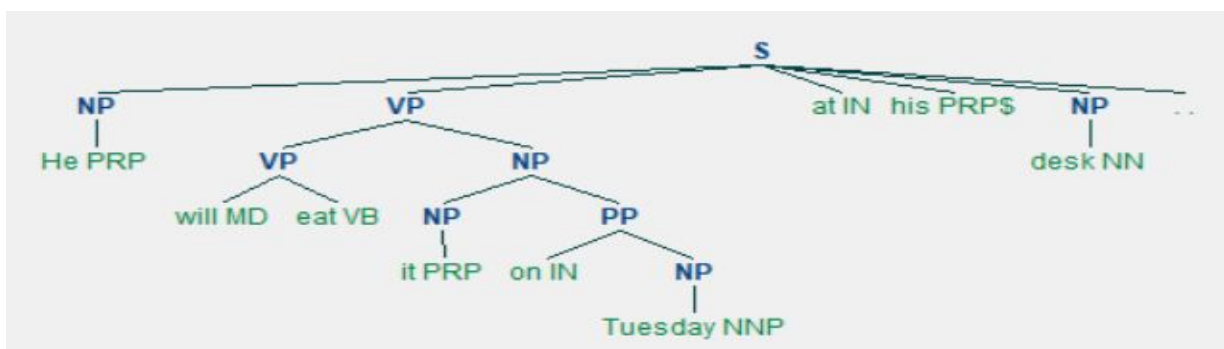 S
NP VP at IN his PRP$ NP . .
He PRP VP NP desk NN
will MD eat VB NP PP
it PRP on IN NP
Tuesday NNP